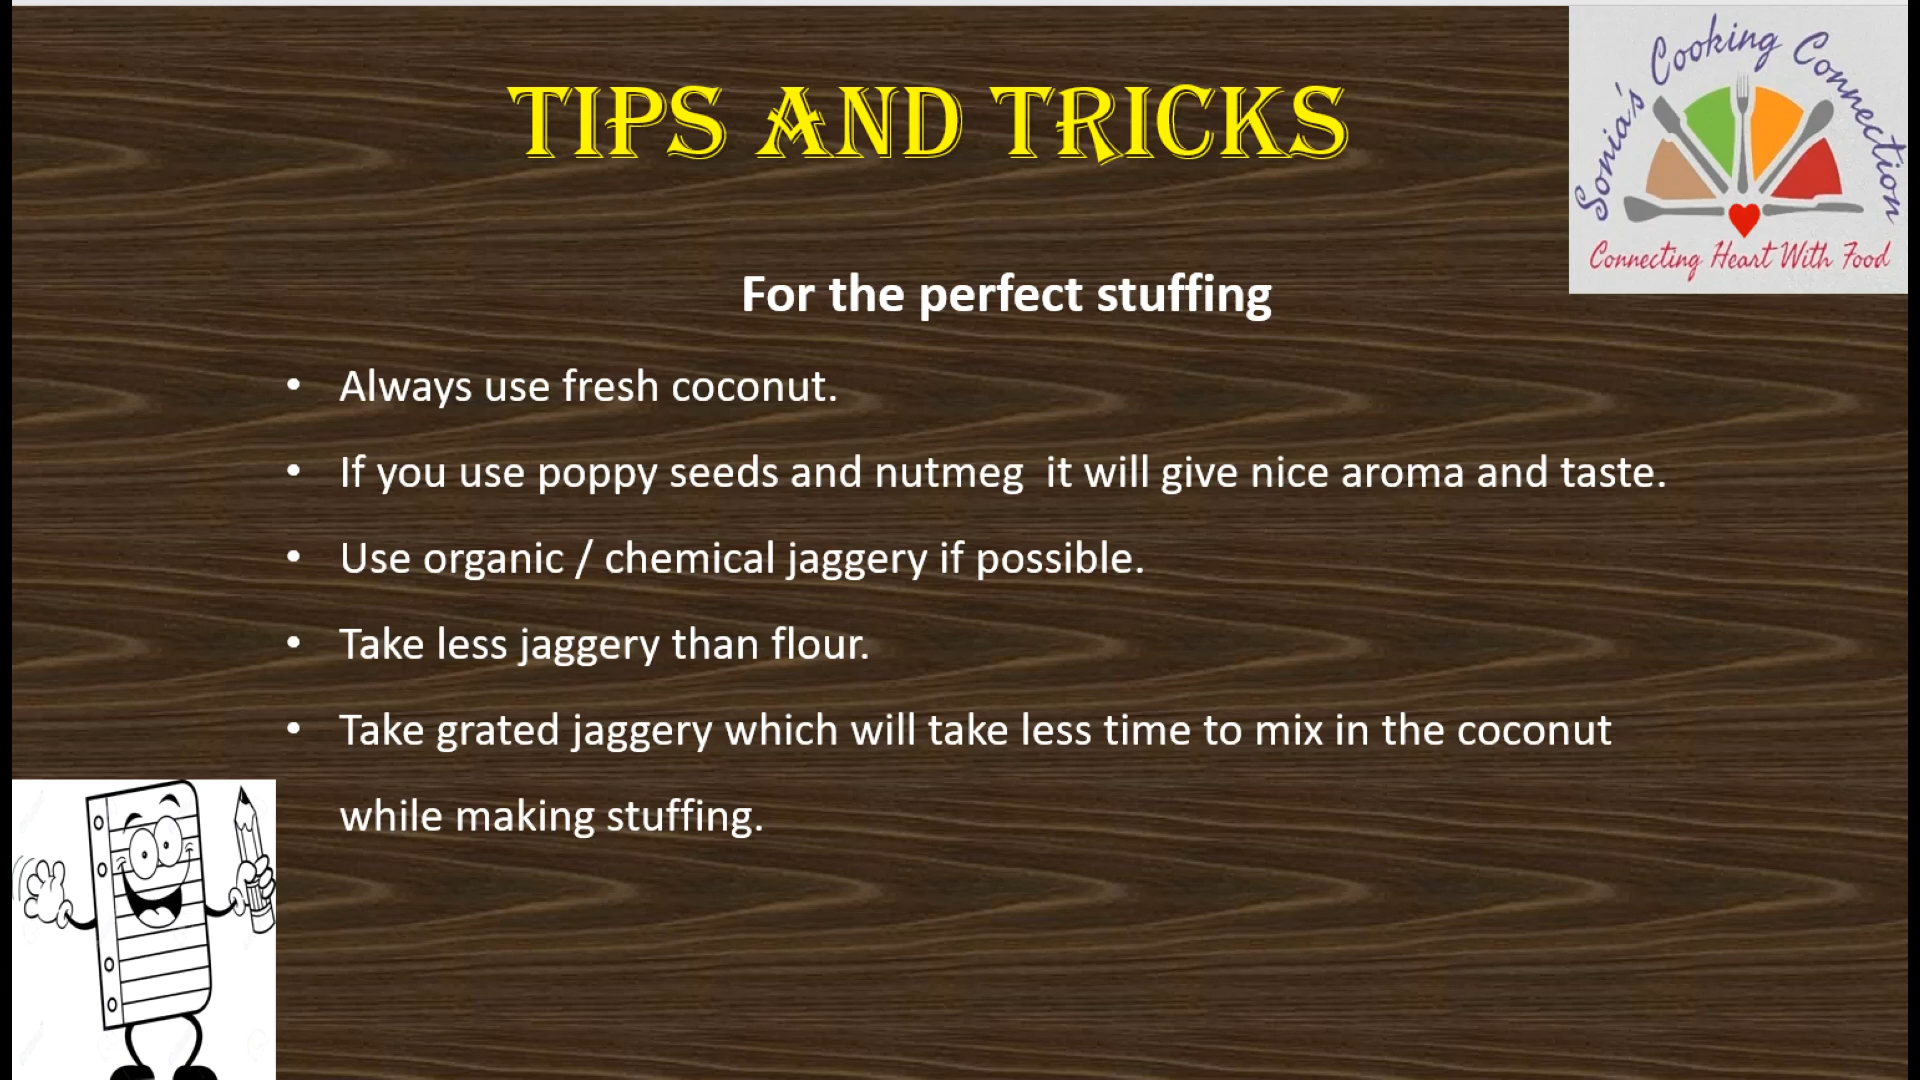 TIPS AND TRICKS
Sonia's Cooking Connection
Connecting Heart With Food
For the perfect stuffing
• Always use fresh coconut.
• If you use poppy seeds and nutmeg  it will give nice aroma and taste.
• Use organic / chemical jaggery if possible.
• Take less jaggery than flour.
• Take grated jaggery which will take less time to mix in the coconut
while making stuffing.